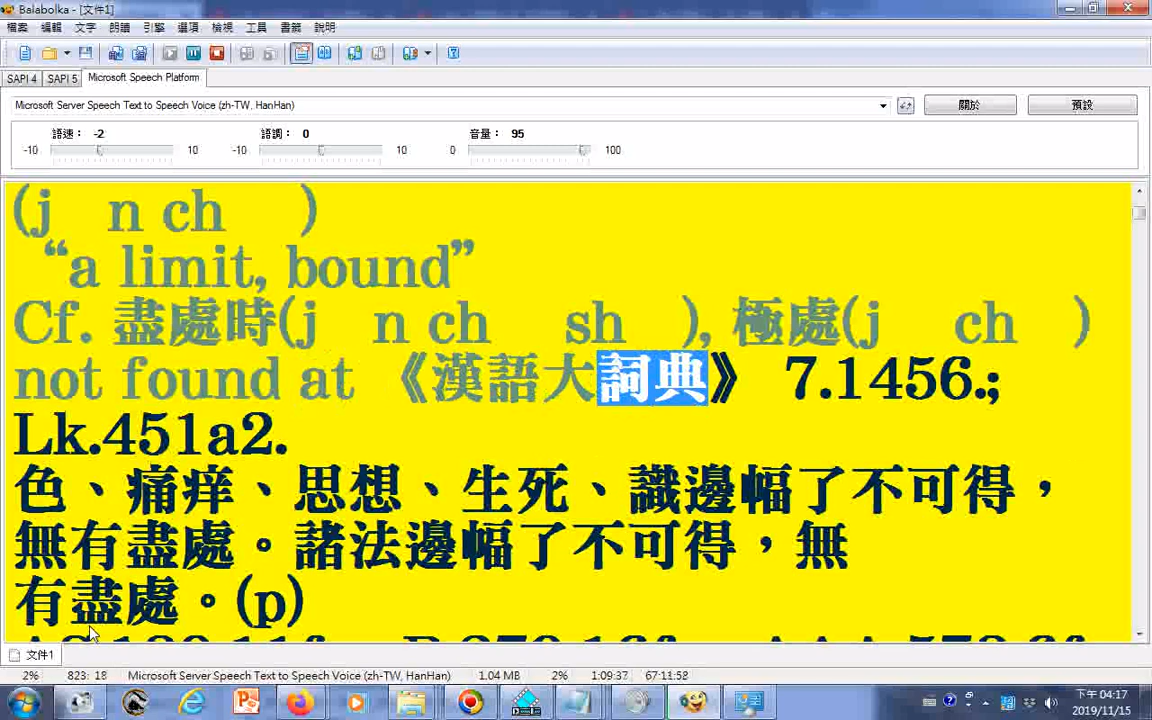 Balabolka - [文件1]
檔案 編輯 文字 朗讀 引擎 選項 檢視 工具 書籤 說明
SAPI 4 SAPI 5 Microsoft Speech Platform
Microsoft Server Speech Text to Speech Voice (zh-TW, HanHan) 關於 預設
語速： -2 語調： 0 音量： 95
-10 10 -10 10 0 100
(j n ch )
“a limit, bound”
Cf. 盡處時(j n ch sh ), 極處(j ch )
not found at 《漢語大詞典》 7.1456.;
Lk.451a2.
色、痛痒、思想、生死、識邊幅了不可得，
無有盡處。諸法邊幅了不可得，無
有盡處。(p)
文件1
2% 823: 18 Microsoft Server Speech Text to Speech Voice (zh-TW, HanHan) 1.04 MB 2% 1:09:37 67:11:58
下午 04:17
2019/11/15